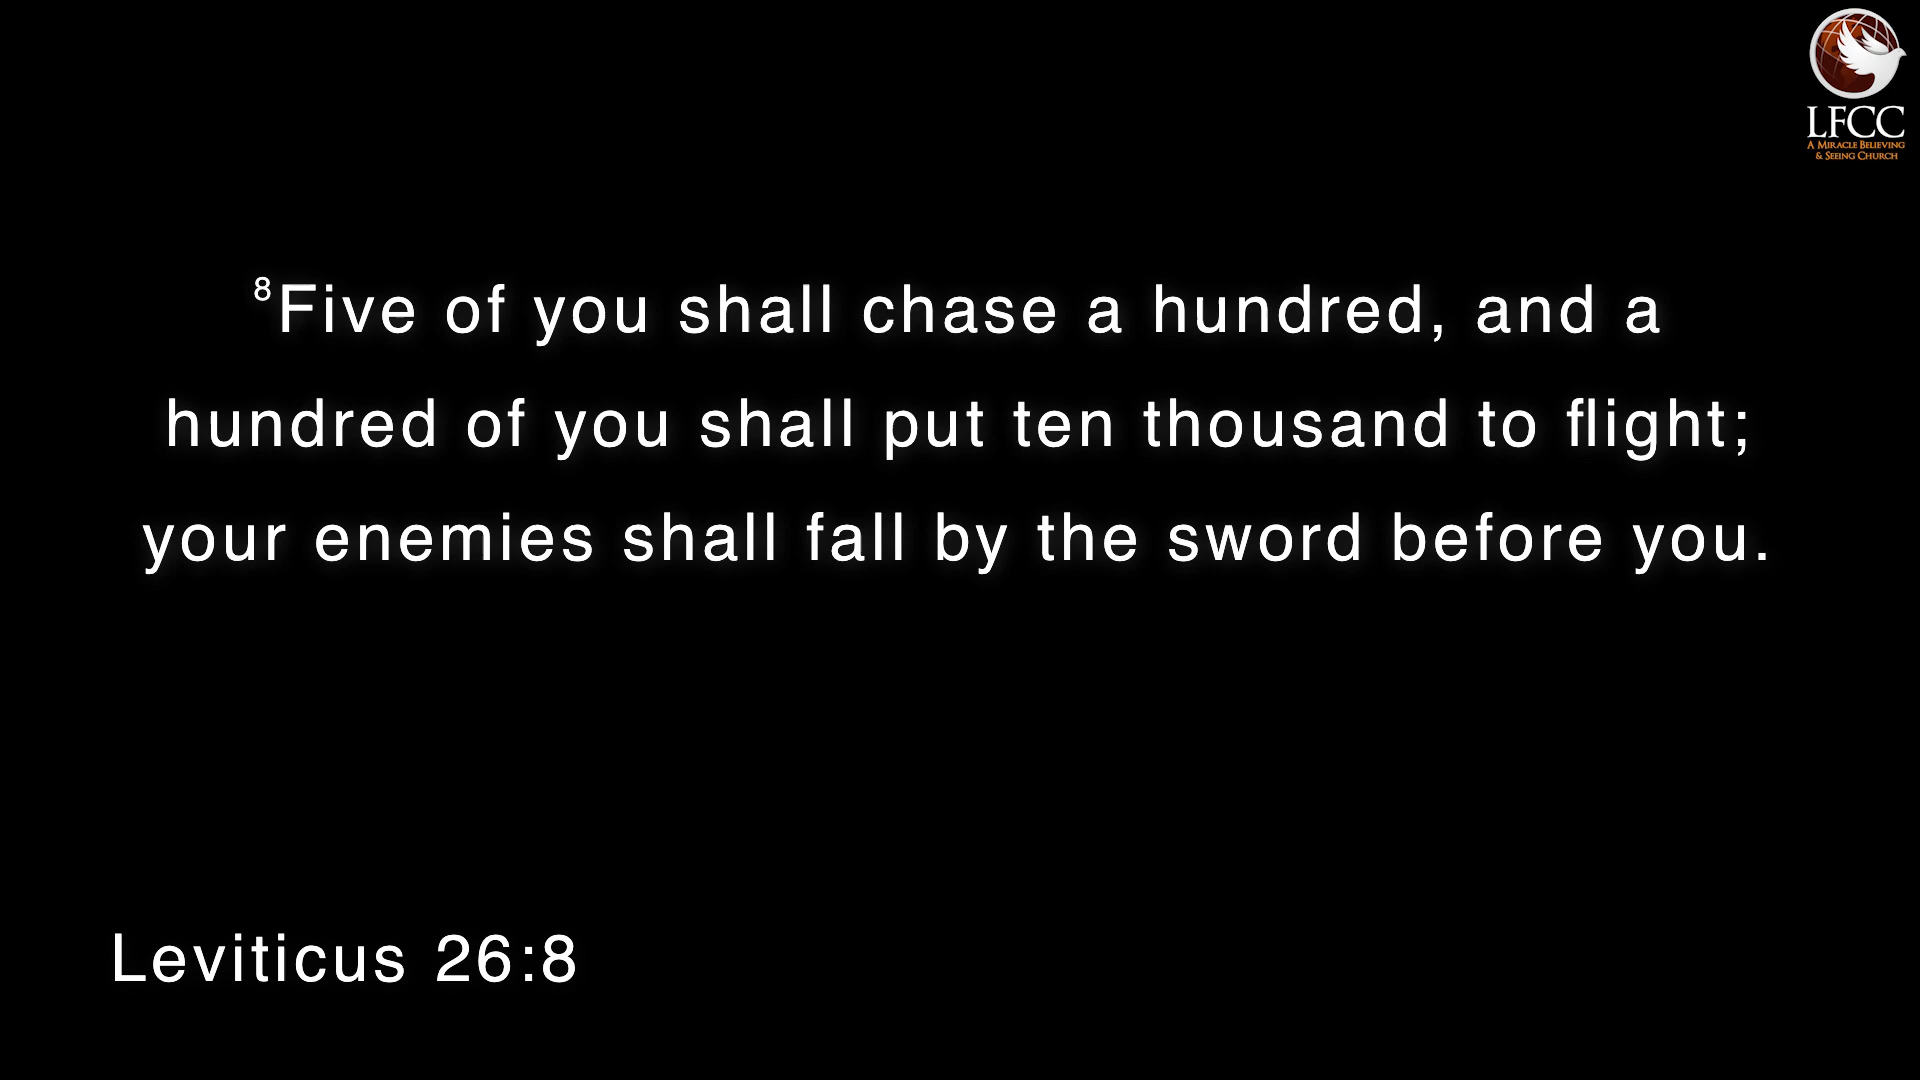 LFCC
A Miracle Believing
& Seeing Church
8Five of you shall chase a hundred, and a
hundred of you shall put ten thousand to flight;
your enemies shall fall by the sword before you.
Leviticus 26:8